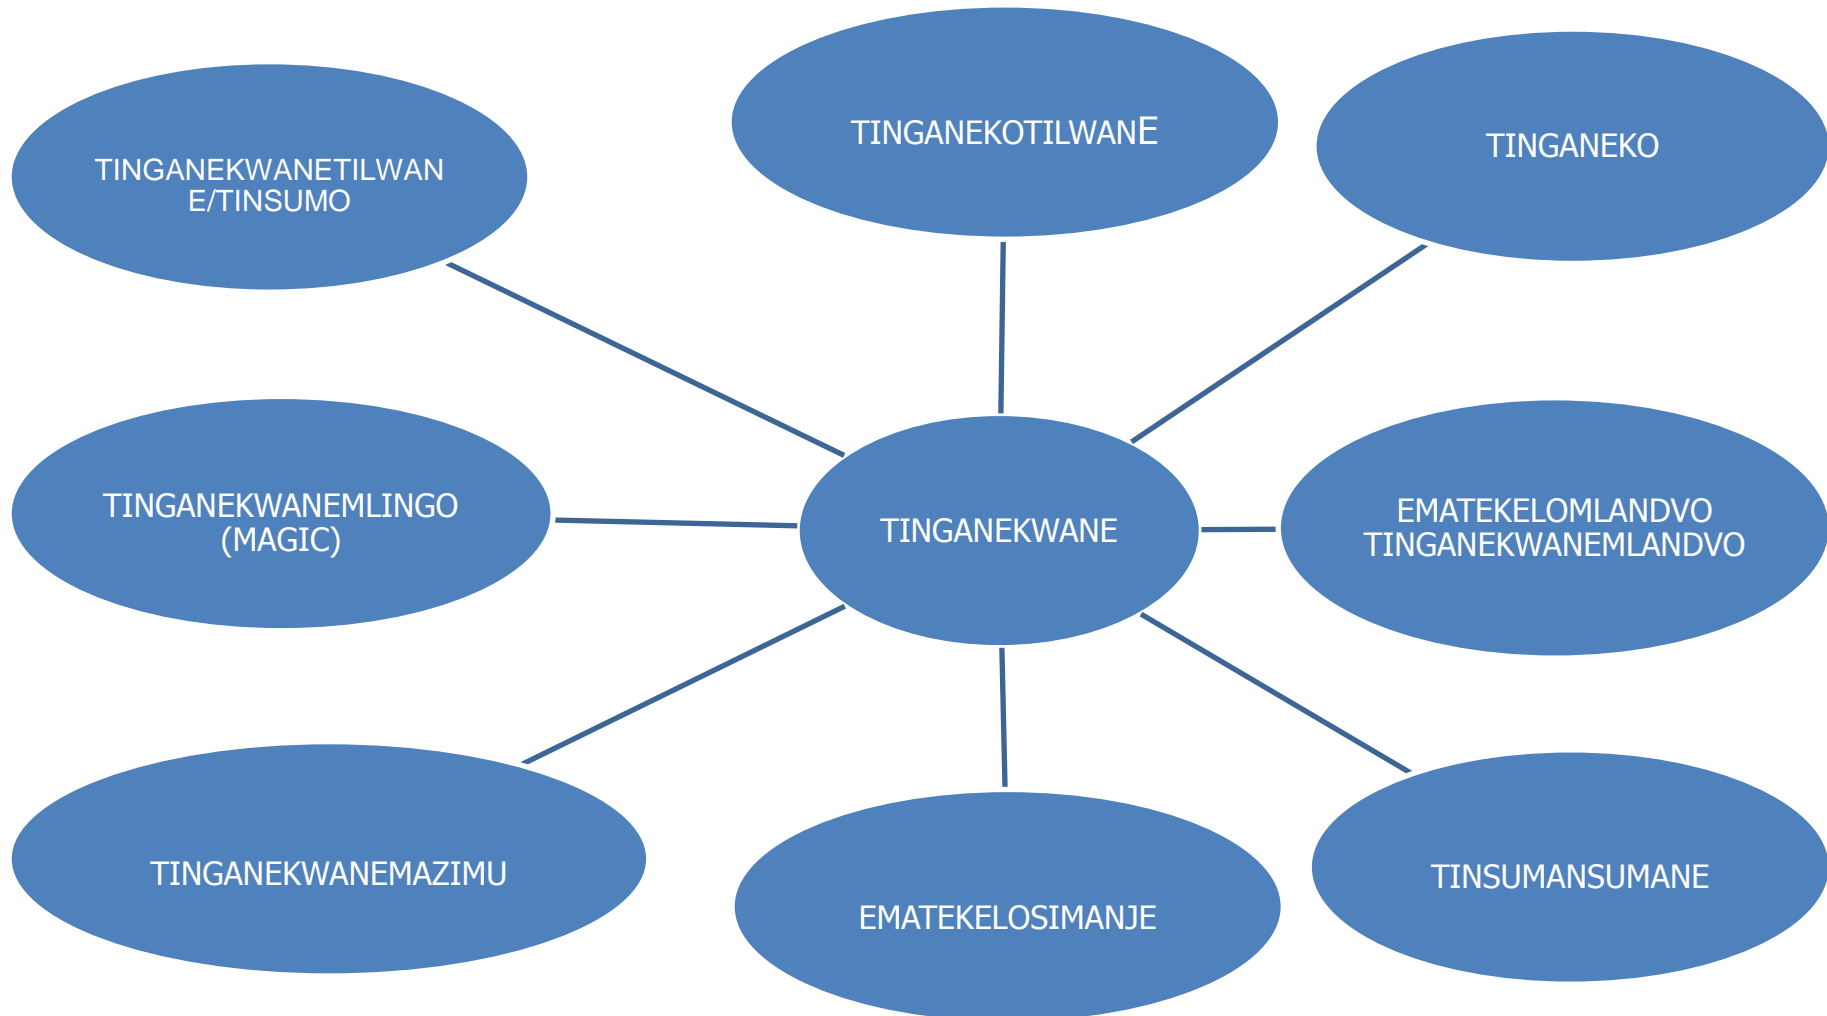 TINGANEKOTILWANE
TINGANEKO
TINGANEKWANETILWAN
E/TINSUMO
TINGANEKWANEMLINGO
(MAGIC)
TINGANEKWANE
EMATEKELOMLANDVO
TINGANEKWANEMLANDVO
TINGANEKWANEMAZIMU
EMATEKELOSIMANJE
TINSUMANSUMANE